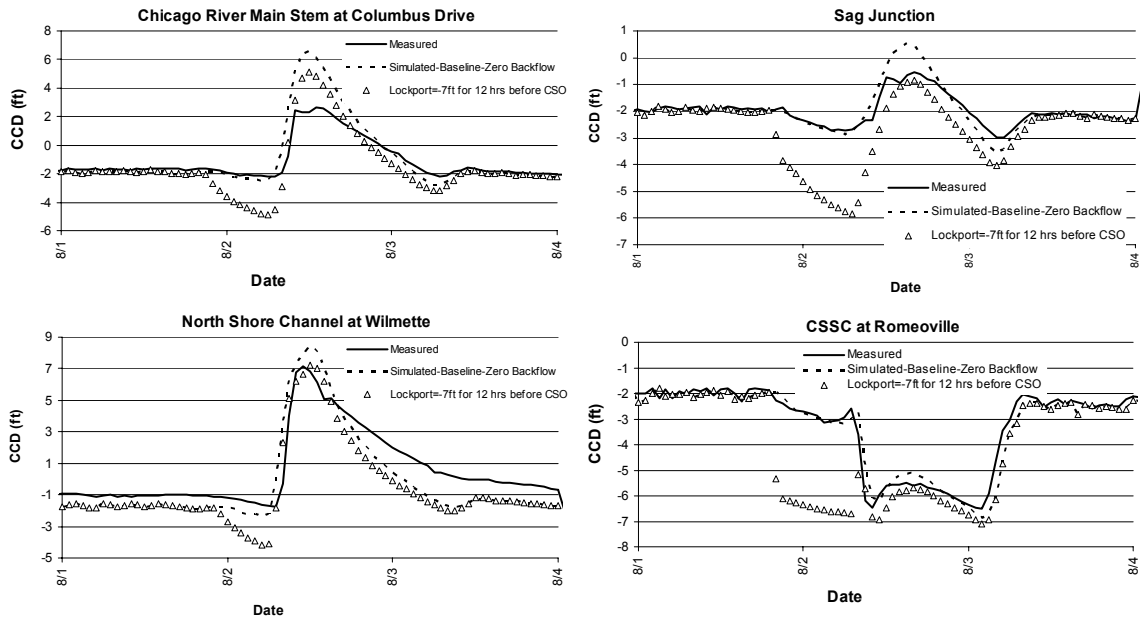 Chicago River Main Stem at Columbus Drive
8
6
4
2
0
-2
-4
-6
CCD (ft)
Measured
Simulated-Baseline-Zero Backflow
Lockport=-7ft for 12 hrs before CSO
8/1
8/2
8/3
8/4
Date
Sag Junction
1
0
-1
-2
-3
-4
-5
-6
-7
CCD (ft)
Measured
Simulated-Baseline-Zero Backflow
Lockport=-7ft for 12 hrs before CSO
8/1
8/2
8/3
8/4
Date
North Shore Channel at Wilmette
9
7
5
3
1
-1
-3
-5
CCD (ft)
Measured
Simulated-Baseline-Zero Backflow
Lockport=-7ft for 12 hrs before CSO
8/1
8/2
8/3
8/4
Date
CSSC at Romeoville
0
-1
-2
-3
-4
-5
-6
-7
-8
CCD (ft)
Measured
Simulated-Baseline-Zero Backflow
Lockport=-7ft for 12 hrs before CSO
8/1
8/2
8/3
8/4
Date